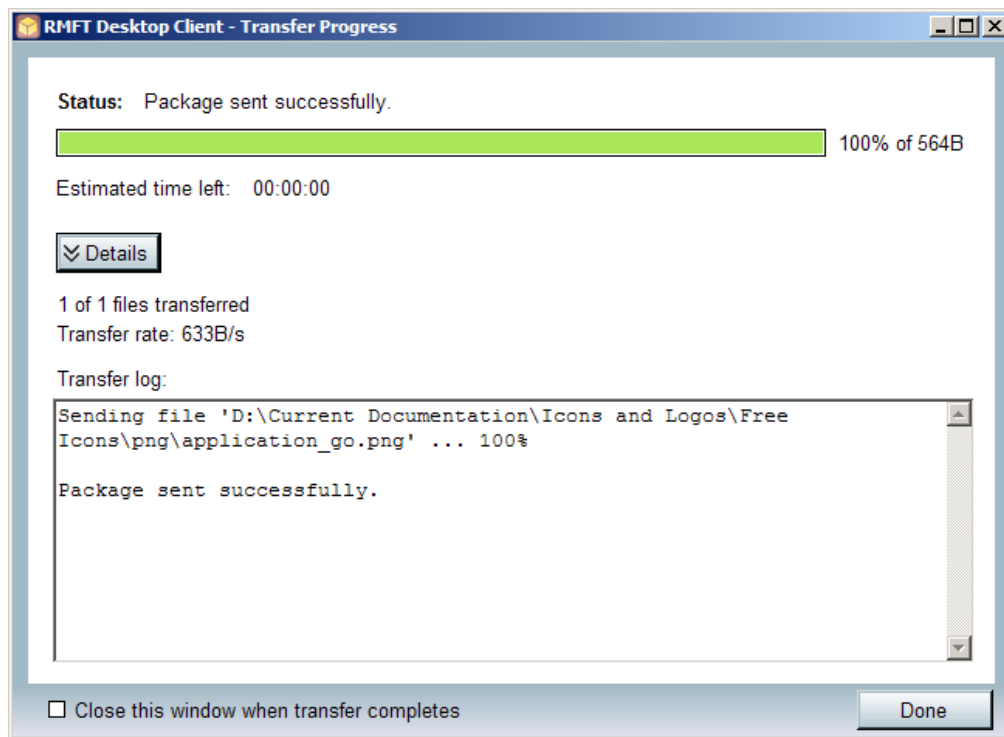 RMFT Desktop Client - Transfer Progress
Status: Package sent successfully.
100% of 564B
Estimated time left: 00:00:00
Details
1 of 1 files transferred
Transfer rate: 633B/s
Transfer log:
Sending file 'D:\Current Documentation\Icons and Logos\Free
Icons\png\application_go.png' ... 100%
Package sent successfully.
Close this window when transfer completes
Done